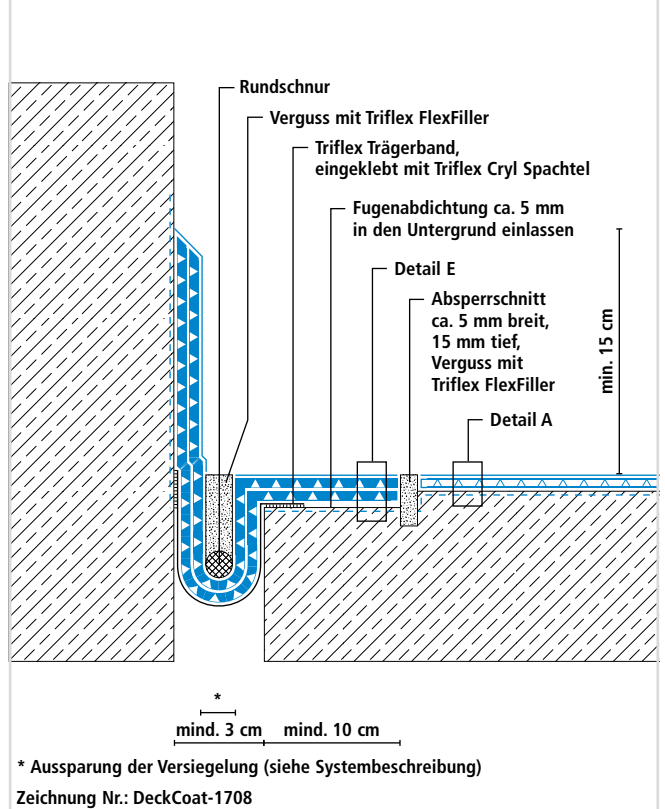 Rundschnur
Verguss mit Triflex FlexFiller
Triflex Trägerband,
eingeklebt mit Triflex Cryl Spachtel
Fugenabdichtung ca. 5 mm
in den Untergrund einlassen
Detail E
Absperrschnitt
ca. 5 mm breit,
15 mm tief,
Verguss mit
Triflex FlexFiller
min. 15 cm
Detail A
*
mind. 3 cm
mind. 10 cm
* Aussparung der Versiegelung (siehe Systembeschreibung)
Zeichnung Nr.: DeckCoat-1708